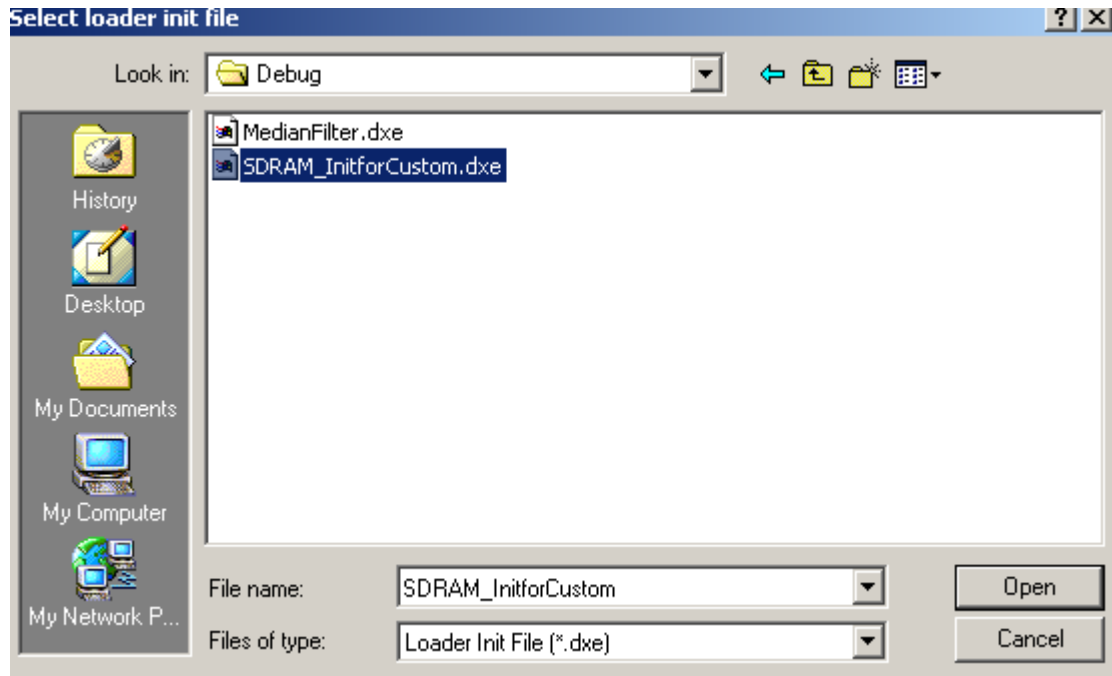 Select loader init file
Look in: Debug
MedianFilter.dxe
SDRAM_InitforCustom.dxe
History
Desktop
My Documents
My Computer
My Network P...
File name: SDRAM_InitforCustom Open
Files of type: Loader Init File (*.dxe) Cancel